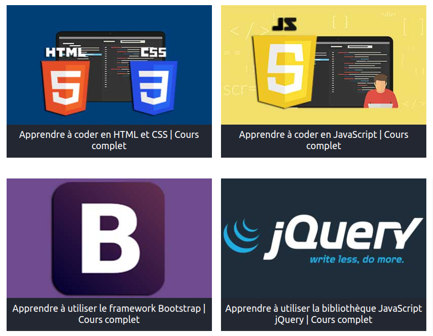 HTML CSS
5 3
Apprendre à coder en HTML et CSS | Cours
complet
JS
5
Apprendre à coder en JavaScript | Cours
complet
B
Apprendre à utiliser le framework Bootstrap |
Cours complet
jQuery
write less, do more.
Apprendre à utiliser la bibliothèque JavaScript
jQuery | Cours complet